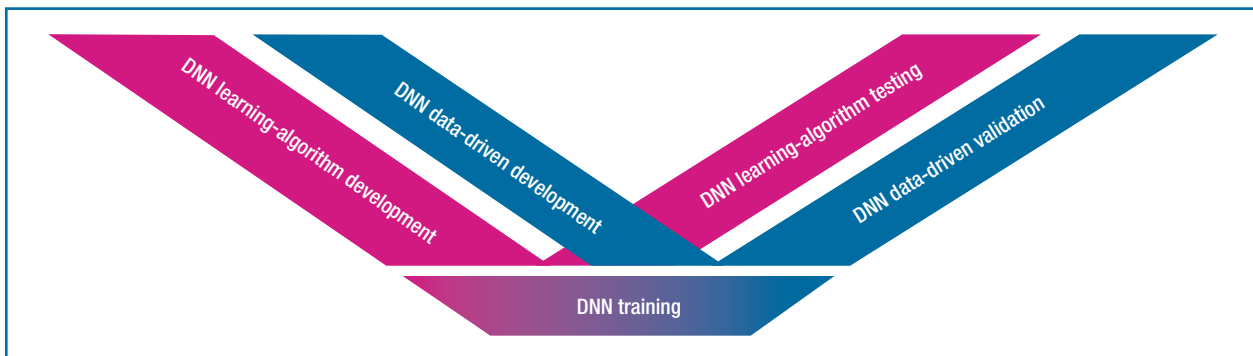 DNN learning-algorithm development
DNN data-driven development
DNN learning-algorithm testing
DNN data-driven validation
DNN training